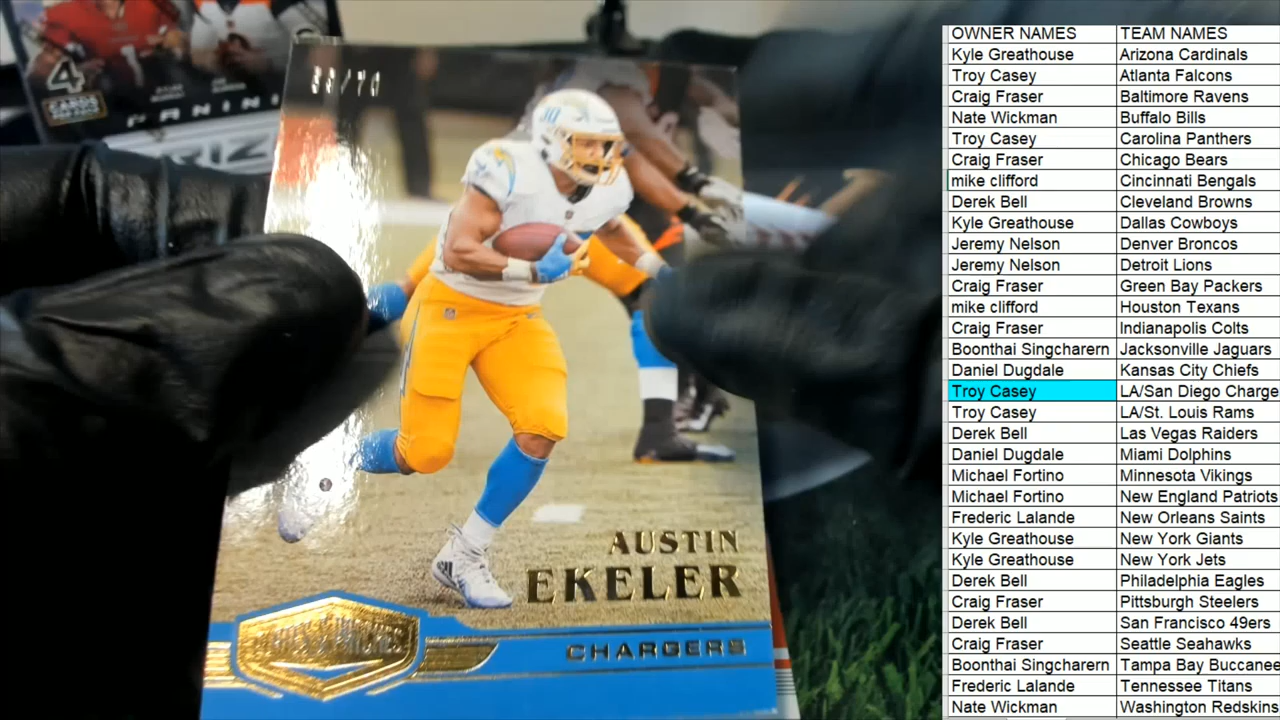 4
CARDS
PANINI
30
AUSTIN
EKELER
CHARGERS
OWNER NAMES TEAM NAMES
Kyle Greathouse Arizona Cardinals
Troy Casey Atlanta Falcons
Craig Fraser Baltimore Ravens
Nate Wickman Buffalo Bills
Troy Casey Carolina Panthers
Craig Fraser Chicago Bears
mike clifford Cincinnati Bengals
Derek Bell Cleveland Browns
Kyle Greathouse Dallas Cowboys
Jeremy Nelson Denver Broncos
Jeremy Nelson Detroit Lions
Craig Fraser Green Bay Packers
mike clifford Houston Texans
Craig Fraser Indianapolis Colts
Boonthai Singcharern Jacksonville Jaguars
Daniel Dugdale Kansas City Chiefs
Troy Casey LA/San Diego Charge
Troy Casey LA/St. Louis Rams
Derek Bell Las Vegas Raiders
Daniel Dugdale Miami Dolphins
Michael Fortino Minnesota Vikings
Michael Fortino New England Patriots
Frederic Lalande New Orleans Saints
Kyle Greathouse New York Giants
Kyle Greathouse New York Jets
Derek Bell Philadelphia Eagles
Craig Fraser Pittsburgh Steelers
Derek Bell San Francisco 49ers
Craig Fraser Seattle Seahawks
Boonthai Singcharern Tampa Bay Buccanee
Frederic Lalande Tennessee Titans
Nate Wickman Washington Redskins